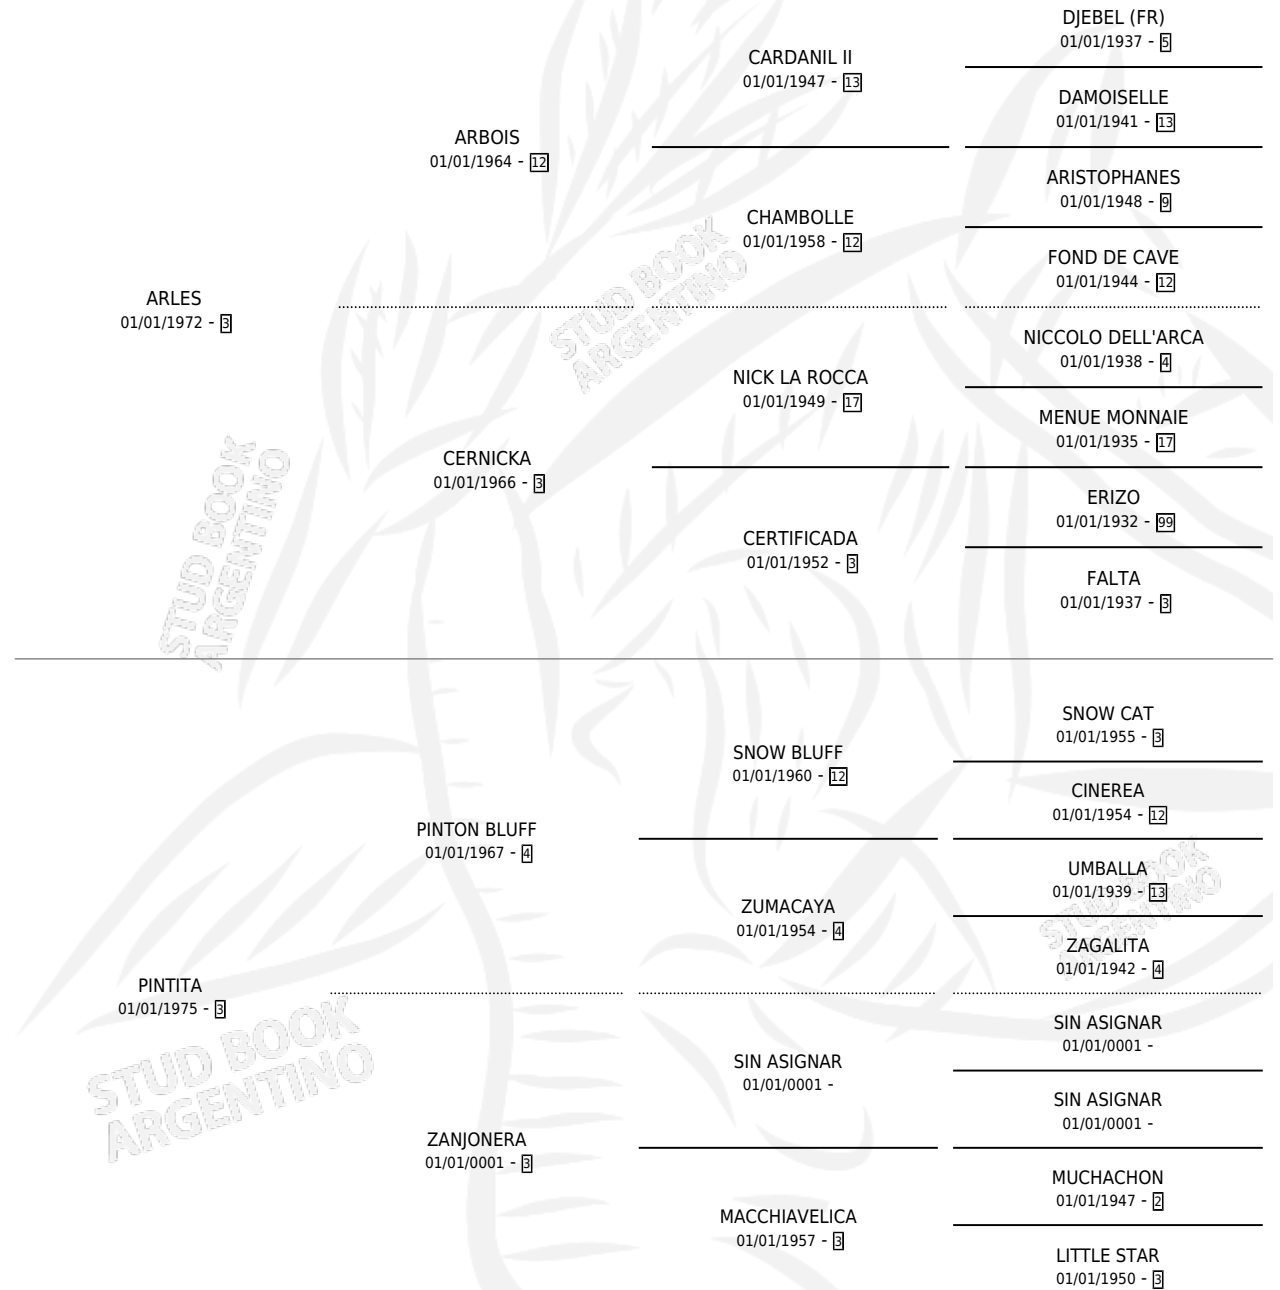 DJEBEL (FR)
01/01/1937 - 5
CARDANIL II
01/01/1947 - 13
DAMOISELLE
01/01/1941 - 13
ARBOIS
01/01/1964 - 12
ARISTOPHANES
01/01/1948 - 9
CHAMBOLLE
01/01/1958 - 12
FOND DE CAVE
01/01/1944 - 12
ARLES
01/01/1972 - 3
NICCOLO DELL'ARCA
01/01/1938 - 4
NICK LA ROCCA
01/01/1949 - 17
MENUE MONNAIE
01/01/1935 - 17
CERNICKA
01/01/1966 - 3
ERIZO
01/01/1932 - 99
CERTIFICADA
01/01/1952 - 3
FALTA
01/01/1937 - 3
SNOW CAT
01/01/1955 - 3
SNOW BLUFF
01/01/1960 - 12
CINEREA
01/01/1954 - 12
PINTON BLUFF
01/01/1967 - 4
UMBALLA
01/01/1939 - 13
ZUMACAYA
01/01/1954 - 4
ZAGALITA
01/01/1942 - 4
PINTITA
01/01/1975 - 3
SIN ASIGNAR
01/01/0001 -
SIN ASIGNAR
01/01/0001 -
SIN ASIGNAR
01/01/0001 -
ZANJONERA
01/01/0001 - 3
MUCHACHON
01/01/1947 - 2
MACCHIAVELICA
01/01/1957 - 3
LITTLE STAR
01/01/1950 - 3
STUD BOOK
ARGENTINO
STUD BOOK
ARGENTINO
STUD BOOK
ARGENTINO
STUD BOOK
ARGENTINO